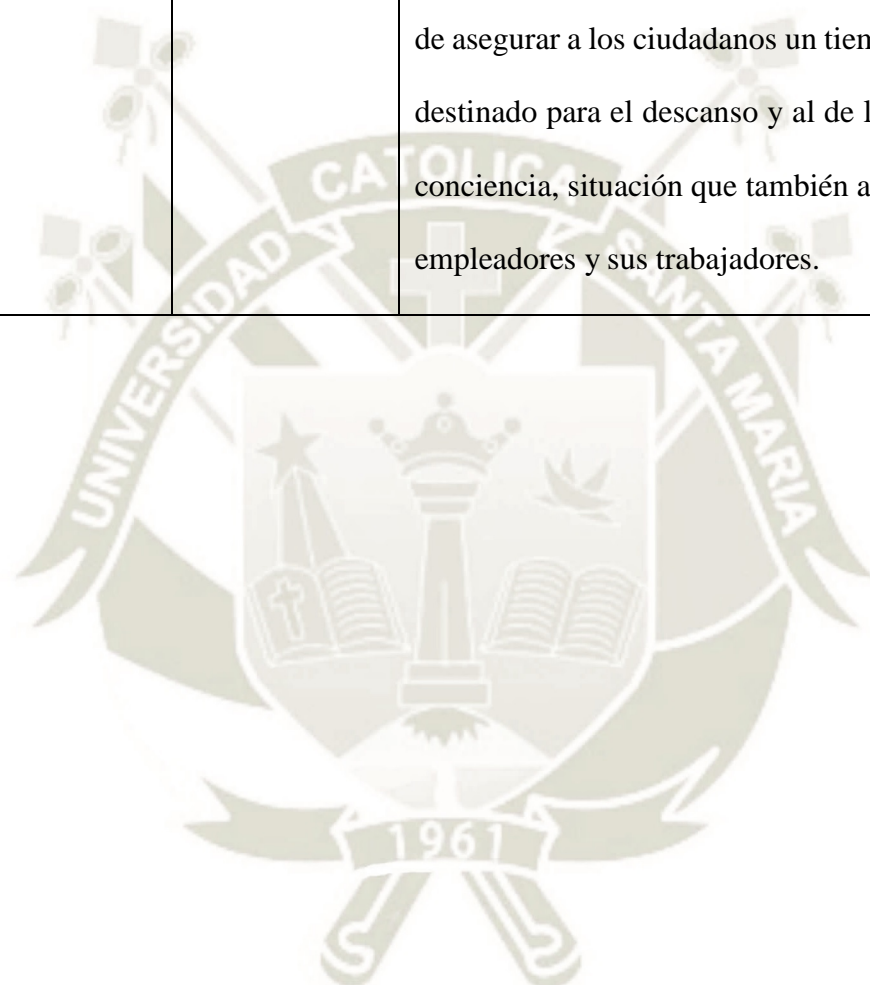 de asegurar a los ciudadanos un
destinado para el descanso y al de
conciencia, situación que también
empleadores y sus trabajadores.
UNIVERSIDAD CATOLICA SANTA MARIA
1961